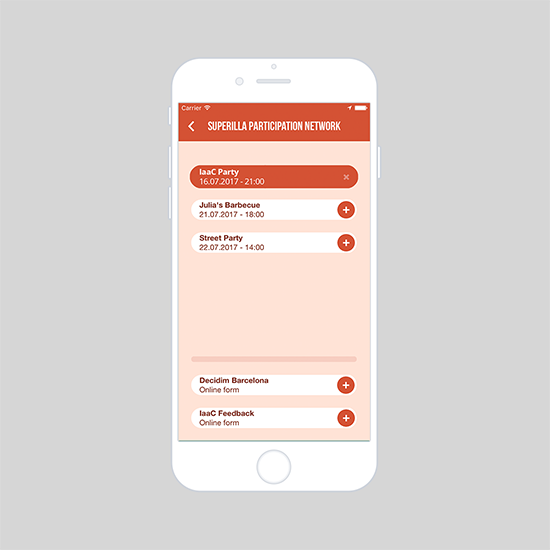 Carrier
SUPERILLA PARTICIPATION NETWORK
IaaC Party
16.07.2017 - 21:00
Julia's Barbecue
21.07.2017 - 18:00
Street Party
22.07.2017 - 14:00
Decidim Barcelona
Online form
IaaC Feedback
Online form